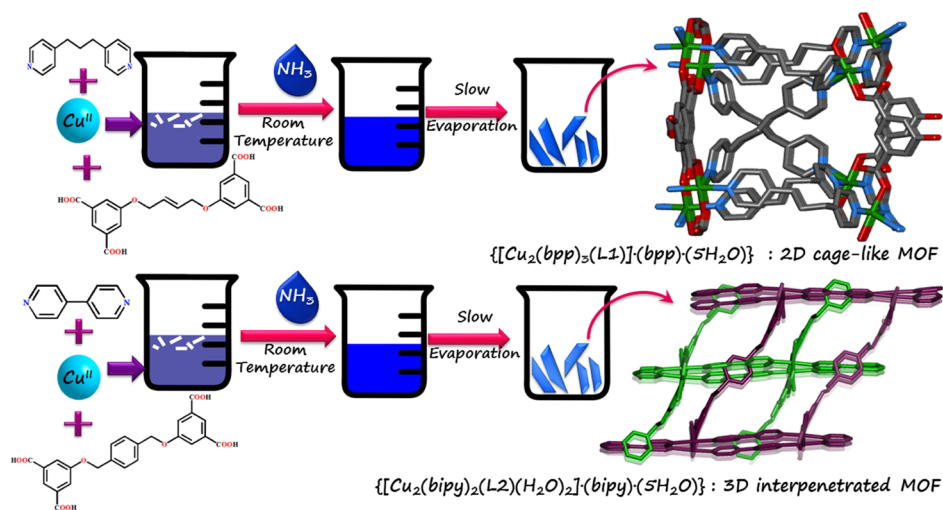 N
N
Cu^II
NH₃
Room
Temperature
Slow
Evaporation
COOH
HOOC
O
O
COOH
COOH
{[Cu₂(bpp)₃(L1)]·(bpp)·(5H₂O)} : 2D cage-like MOF
N
N
Cu^II
NH₃
Room
Temperature
Slow
Evaporation
COOH
O
COOH
HOOC
O
COOH
{[Cu₂(bipy)₂(L2)(H₂O)₂]·(bipy)·(5H₂O)} : 3D interpenetrated MOF